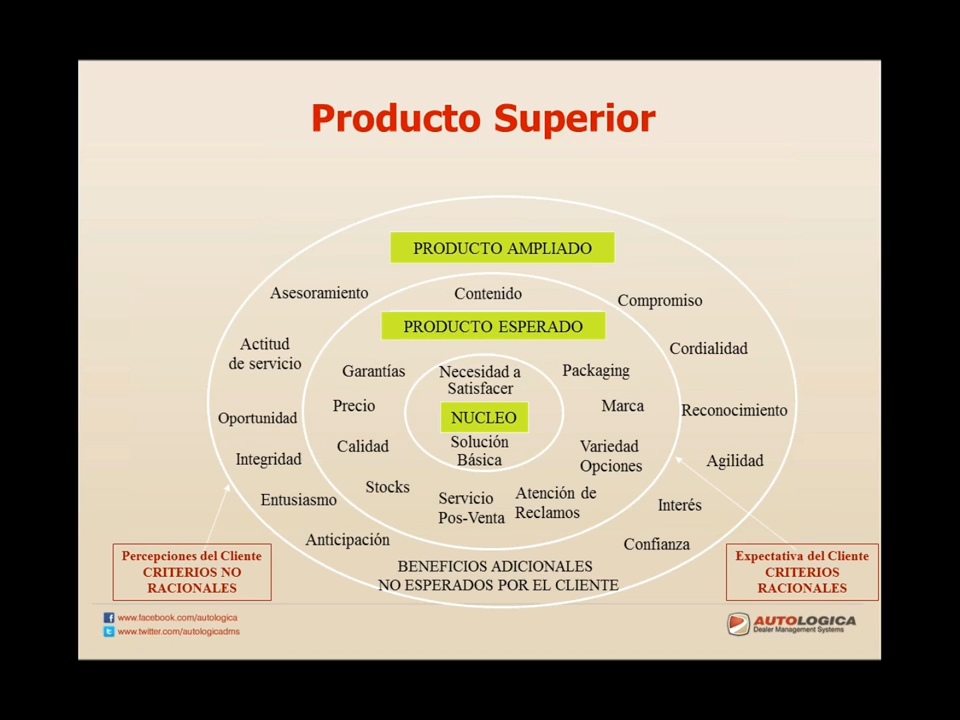 Producto Superior
PRODUCTO AMPLIADO
Asesoramiento
Contenido
Compromiso
PRODUCTO ESPERADO
Actitud
de servicio
Cordialidad
Garantías
Necesidad a
Satisfacer
Packaging
Precio
Marca
Reconocimiento
Oportunidad
NUCLEO
Calidad
Solución
Básica
Variedad
Opciones
Integridad
Agilidad
Stocks
Entusiasmo
Servicio
Pos-Venta
Atención de
Reclamos
Interés
Anticipación
Confianza
Percepciones del Cliente
CRITERIOS NO
RACIONALES
BENEFICIOS ADICIONALES
NO ESPERADOS POR EL CLIENTE
Expectativa del Cliente
CRITERIOS
RACIONALES
www.facebook.com/autologica
www.twitter.com/autologicadms
AUTOLOGICA
Dealer Management Systems